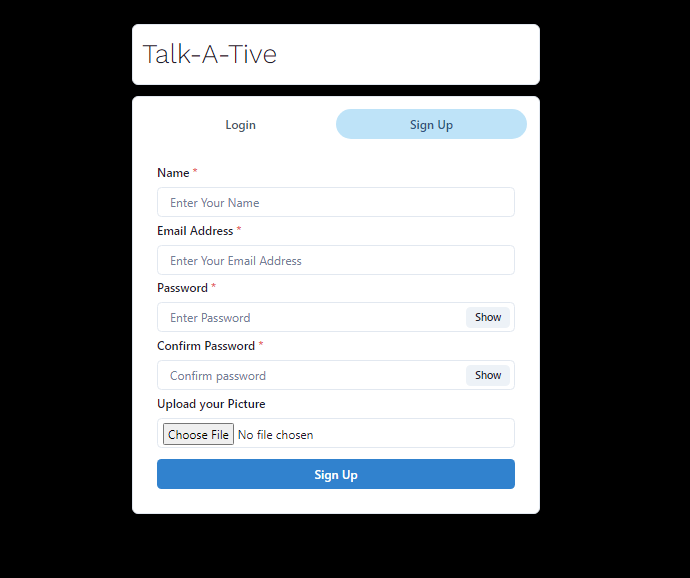 Talk-A-Tive
Login Sign Up
Name *
Enter Your Name
Email Address *
Enter Your Email Address
Password *
Enter Password Show
Confirm Password *
Confirm password Show
Upload your Picture
Choose File No file chosen
Sign Up